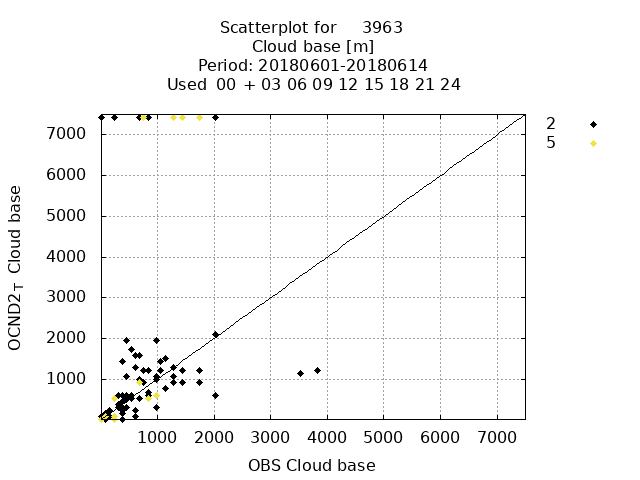 Scatterplot for 3963
Cloud base [m]
Period: 20180601-20180614
Used 00 + 03 06 09 12 15 18 21 24
2
5
7000
6000
5000
4000
3000
2000
1000
OCND2T Cloud base
1000 2000 3000 4000 5000 6000 7000
OBS Cloud base